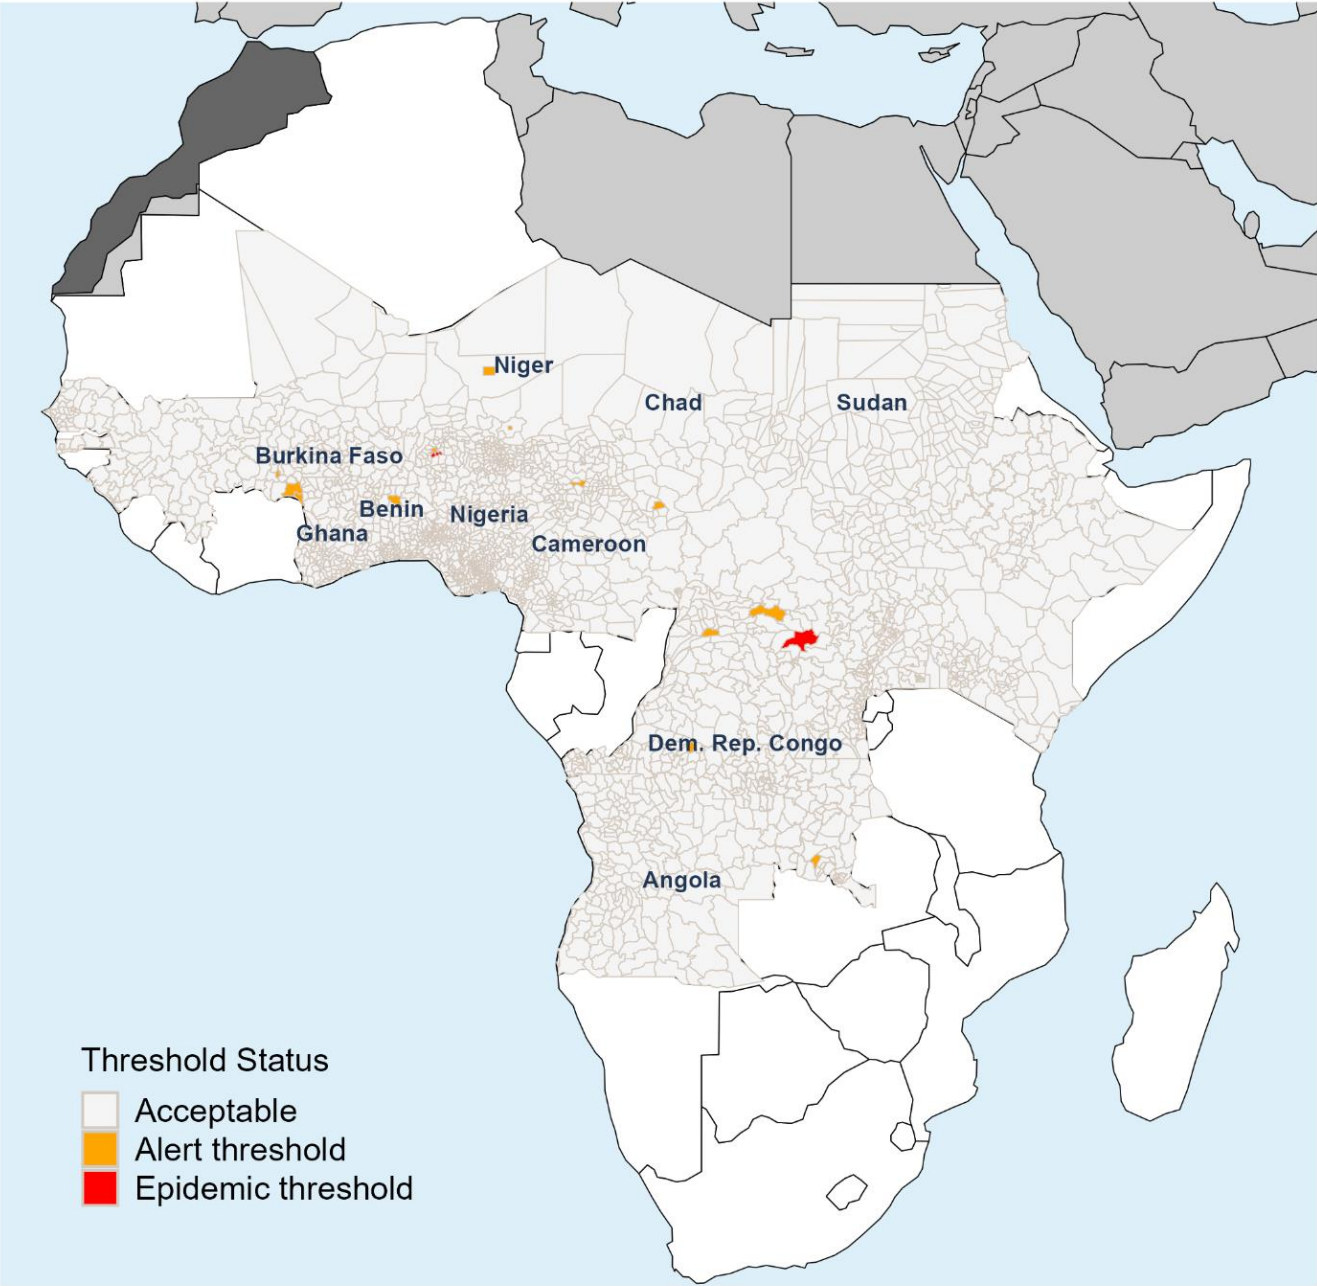 Niger
Chad
Sudan
Burkina Faso
Benin
Nigeria
Ghana
Cameroon
Dem. Rep. Congo
Angola
Threshold Status
Acceptable
Alert threshold
Epidemic threshold